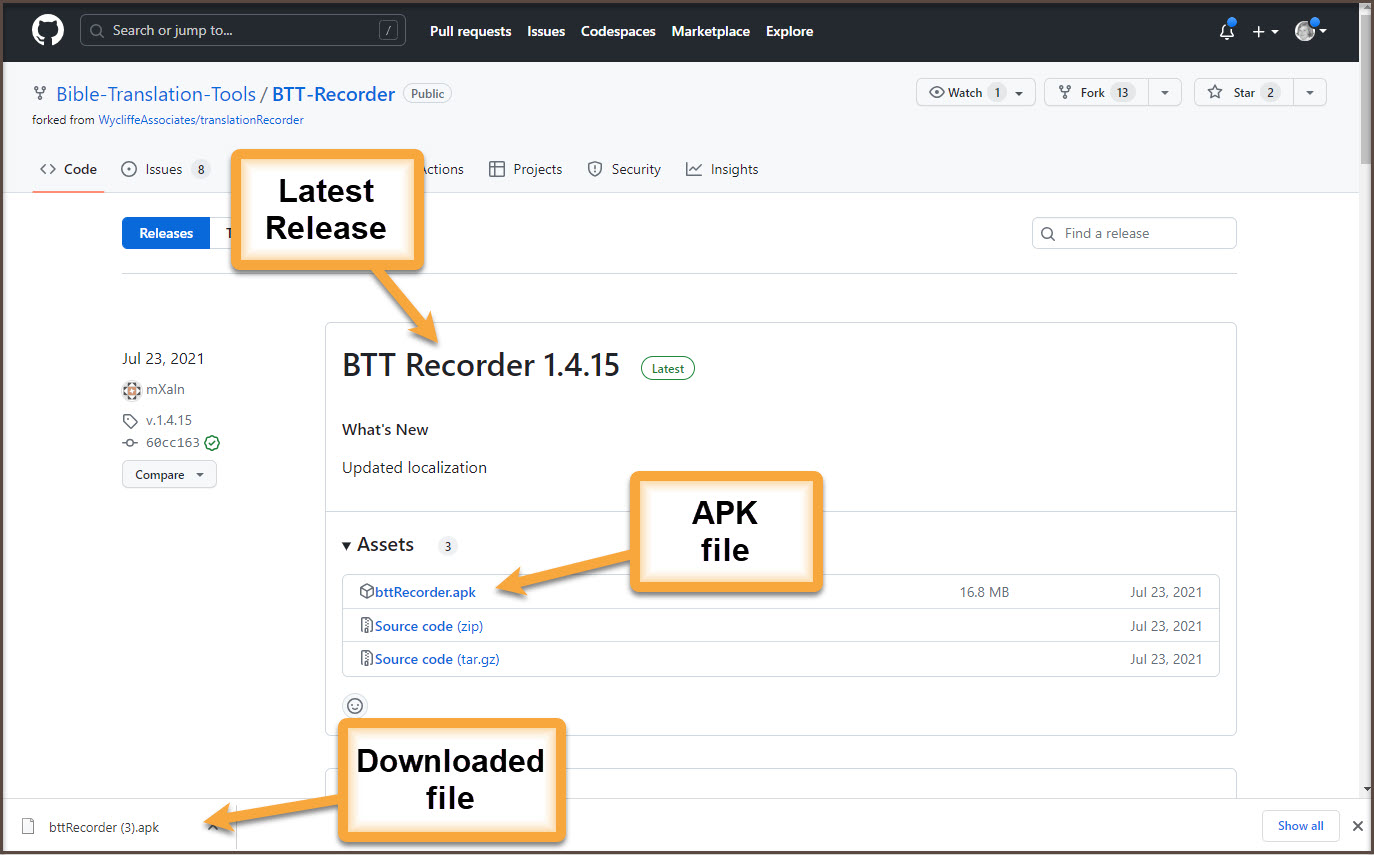 Search or jump to...
/
Pull requests
Issues
Codespaces
Marketplace
Explore
Bible-Translation-Tools / BTT-Recorder
Public
Watch 1
Fork 13
Star 2
forked from WycliffeAssociates/translationRecorder
Code
Issues 8
Actions
Projects
Security
Insights
Latest
Release
Releases
T
Find a release
Jul 23, 2021
mXaln
v.1.4.15
60cc163
Compare
BTT Recorder 1.4.15
Latest
What's New
Updated localization
APK
file
Assets 3
bttRecorder.apk 16.8 MB Jul 23, 2021
Source code (zip) Jul 23, 2021
Source code (tar.gz) Jul 23, 2021
Downloaded
file
bttRecorder (3).apk
Show all